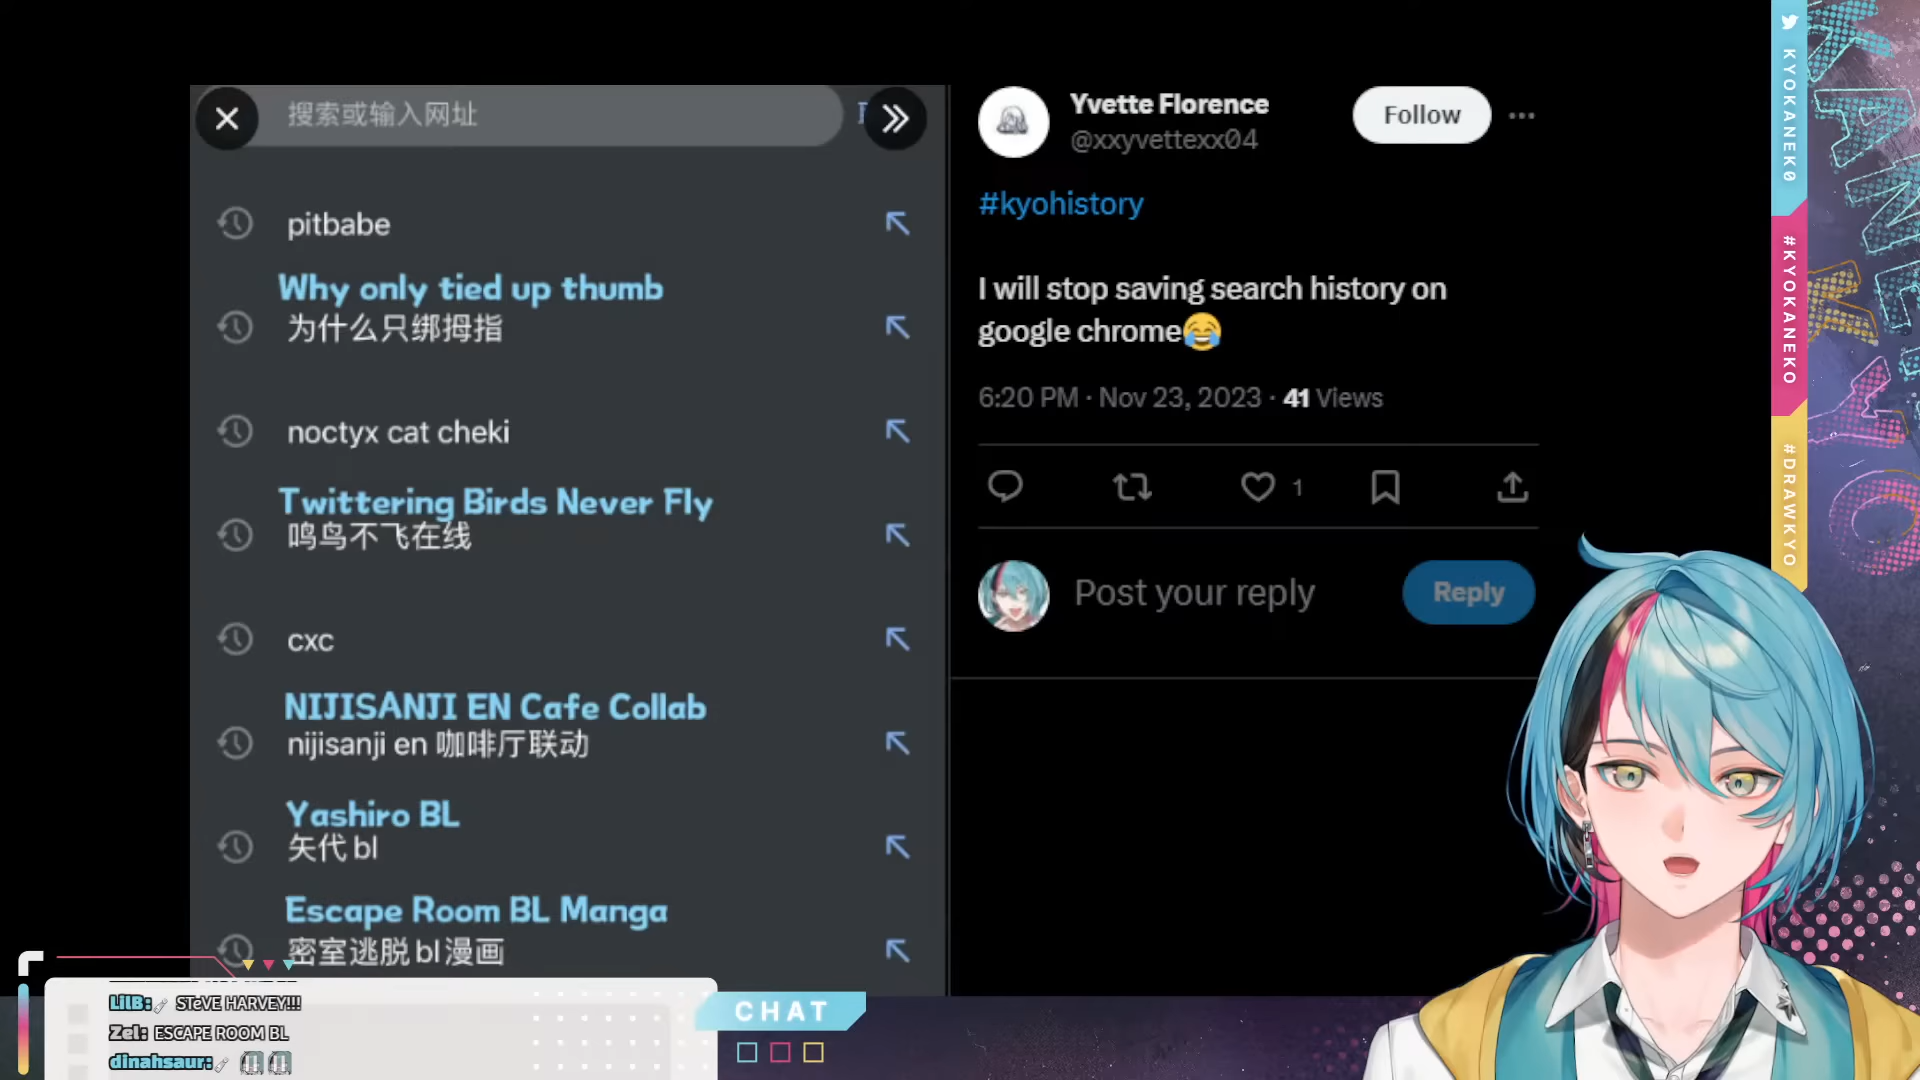 搜索或输入网址
pitbabe
Why only tied up thumb
为什么只绑拇指
noctyx cat cheki
Twittering Birds Never Fly
鸣鸟不飞在线
cxc
NIJISANJI EN Cafe Collab
nijisanji en 咖啡厅联动
Yashiro BL
矢代 bl
Escape Room BL Manga
密室逃脱 bl 漫画
Yvette Florence
@xxyvettexx04
Follow
#kyohistory
I will stop saving search history on
google chrome😂
6:20 PM · Nov 23, 2023 · 41 Views
1
Post your reply
Reply
KYOKANEK0
#KYOKANEKO
#DRAWKYO
LilB: STeVE HARVEY!!!
Zel: ESCAPE ROOM BL
dinahsaur:
CHAT